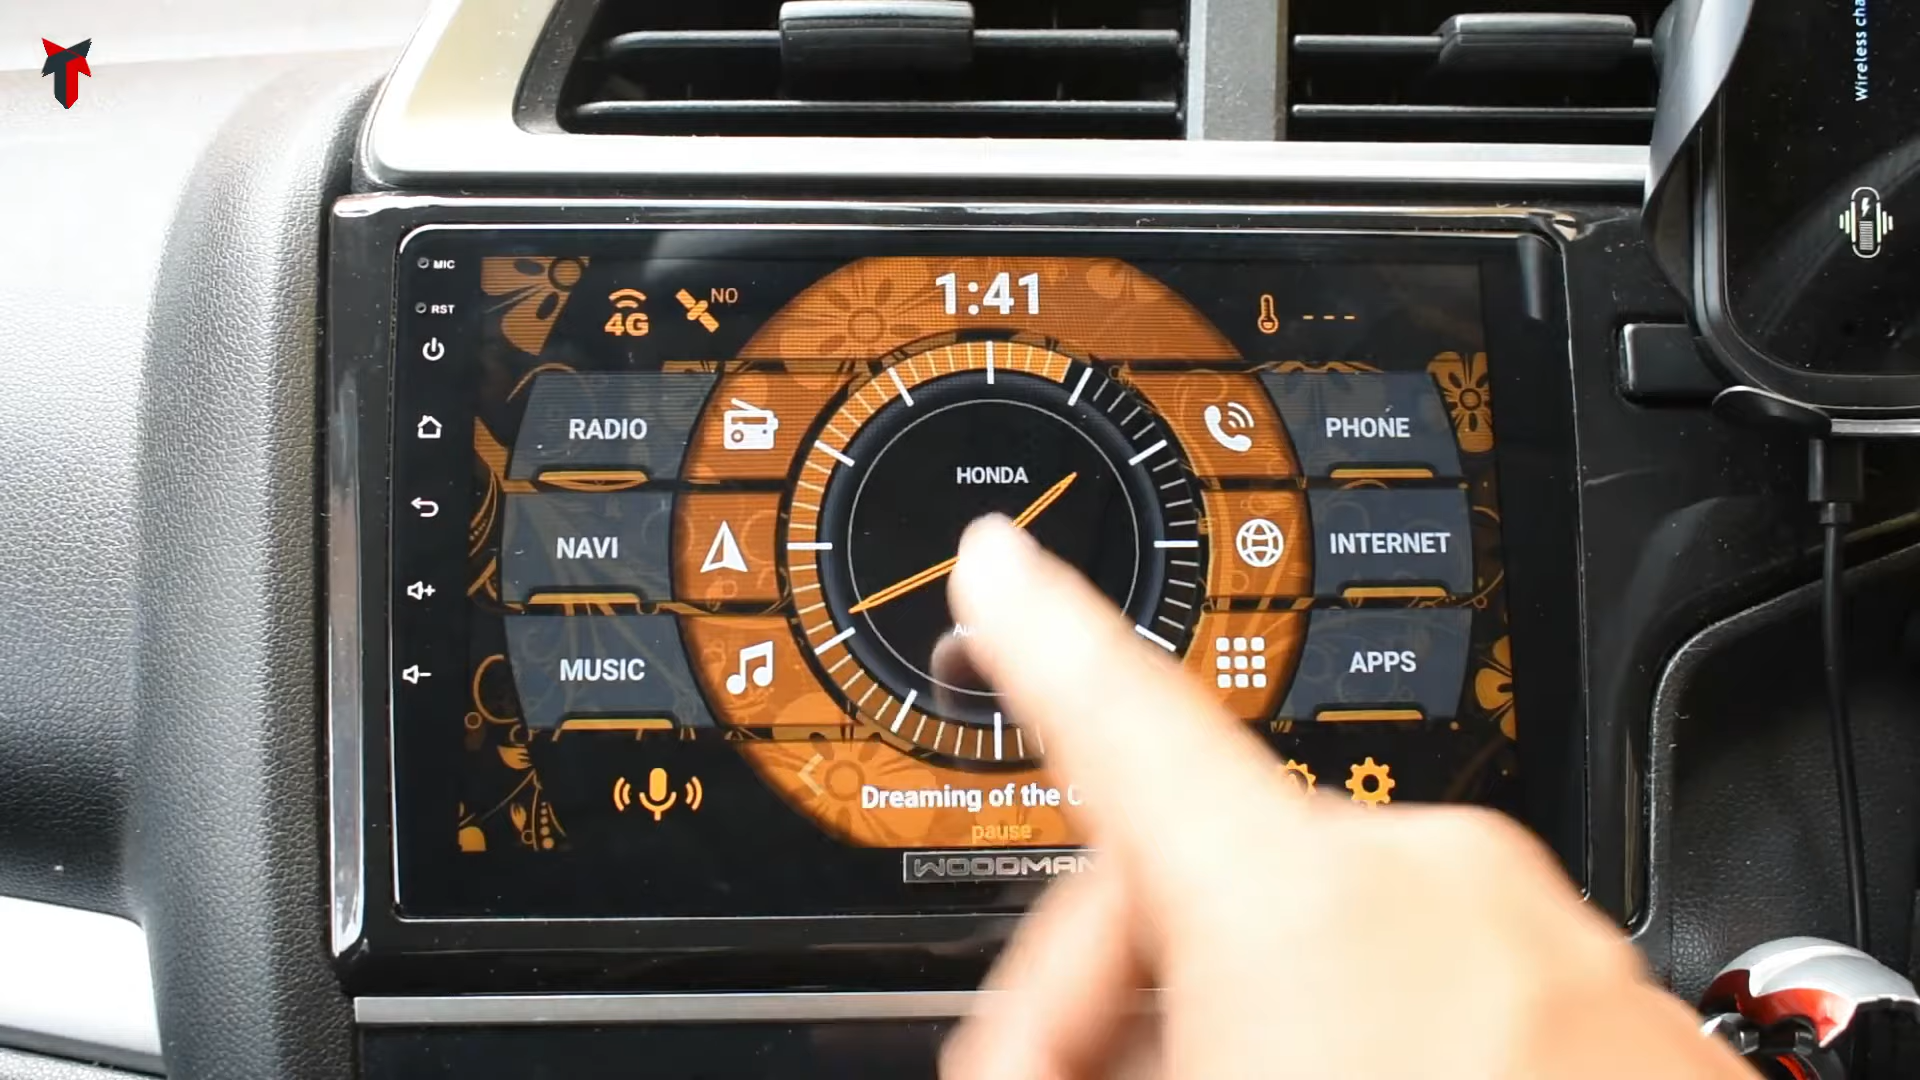 Wireless cha
MIC
RST
4G
NO
1:41
- - -
RADIO
PHONE
HONDA
NAVI
INTERNET
MUSIC
APPS
Dreaming of the
pause
WOODMAN